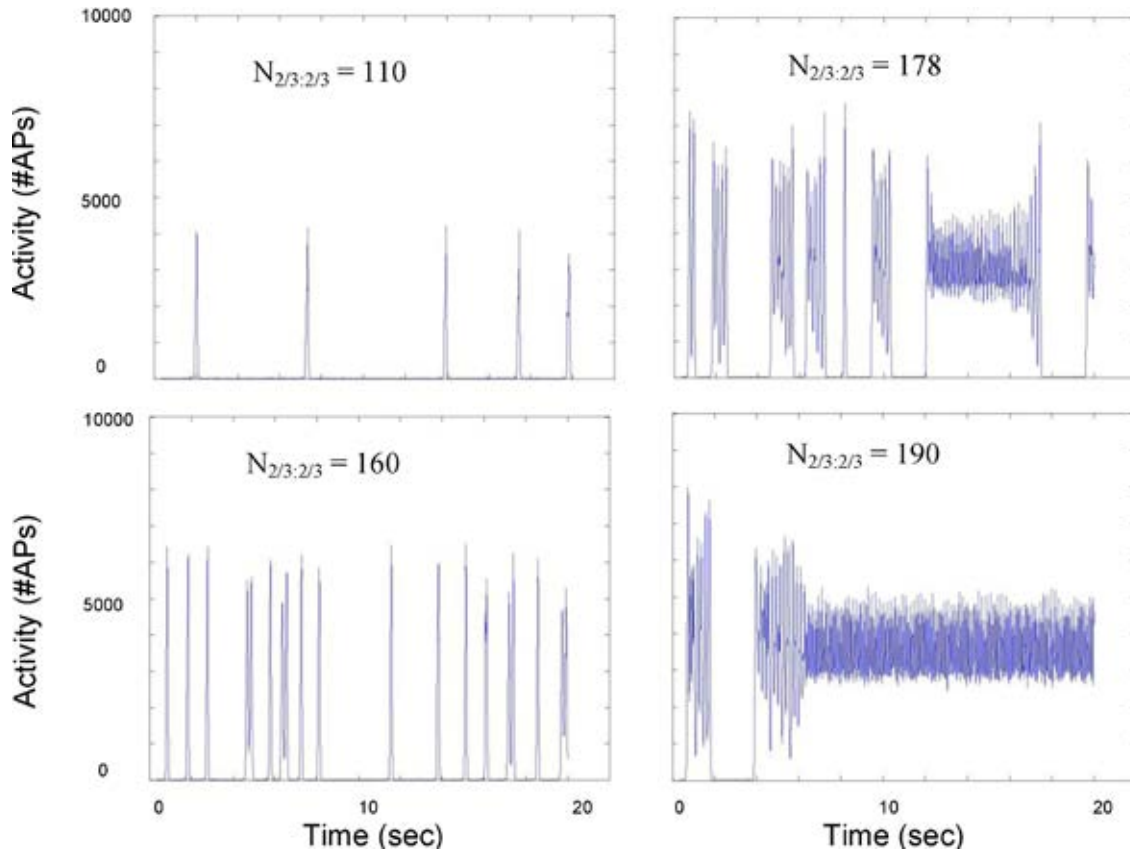 10000
5000
0
Activity (#APs)
N2/3:2/3 = 110
N2/3:2/3 = 178
10000
5000
0
Activity (#APs)
N2/3:2/3 = 160
N2/3:2/3 = 190
0 10 20
Time (sec)
0 10 20
Time (sec)